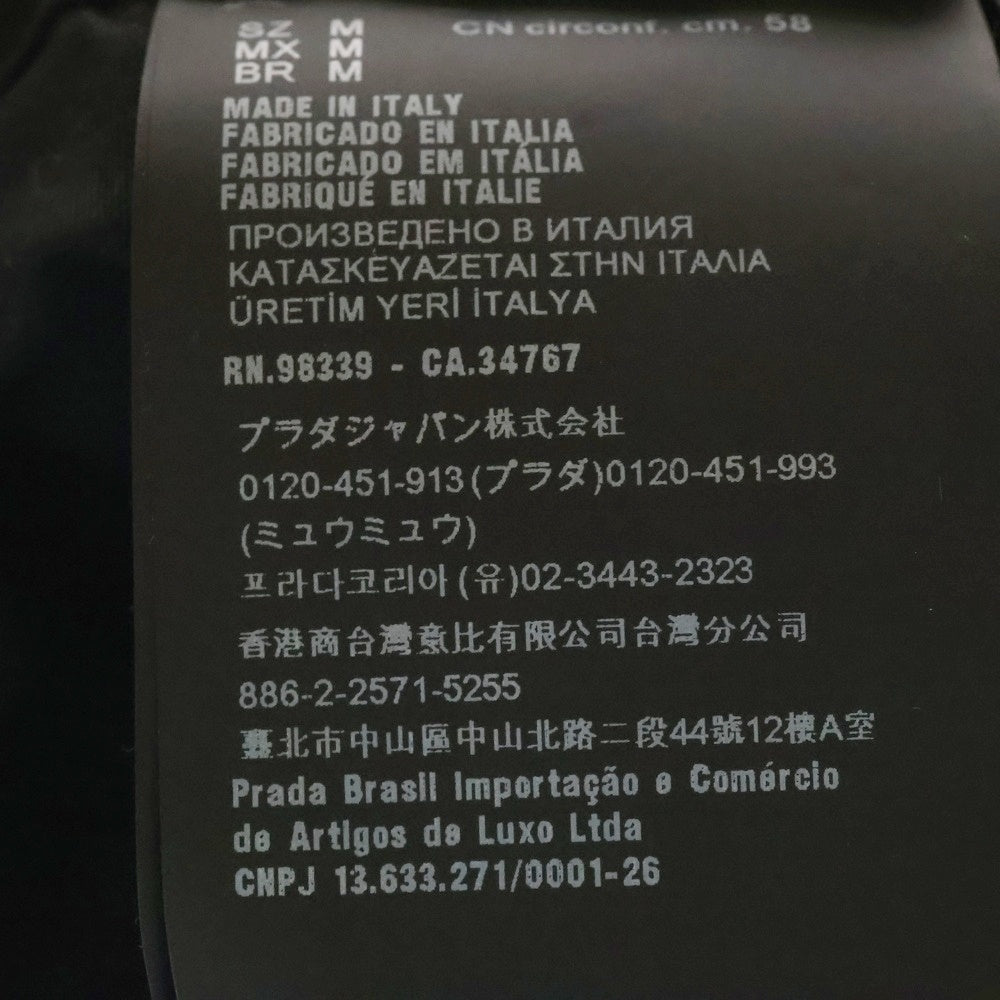 SZ M CN circonf. cm. 58
MX M
BR M
MADE IN ITALY
FABRICADO EN ITALIA
FABRICADO EM ITÁLIA
FABRIQUÉ EN ITALIE
ПРОИЗВЕДЕНО В ИТАЛИЯ
ΚΑΤΑΣΚΕΥΑΖΕΤΑΙ ΣΤΗΝ ΙΤΑΛΙΑ
ÜRETİM YERİ İTALYA
RN.98339 - CA.34767
プラダジャパン株式会社
0120-451-913(プラダ)0120-451-993
(ミュウミュウ)
프라다코리아(유)02-3443-2323
香港商台灣意比有限公司台灣分公司
886-2-2571-5255
臺北市中山區中山北路二段44號12樓A室
Prada Brasil Importação e Comércio
de Artigos de Luxo Ltda
CNPJ 13.633.271/0001-26